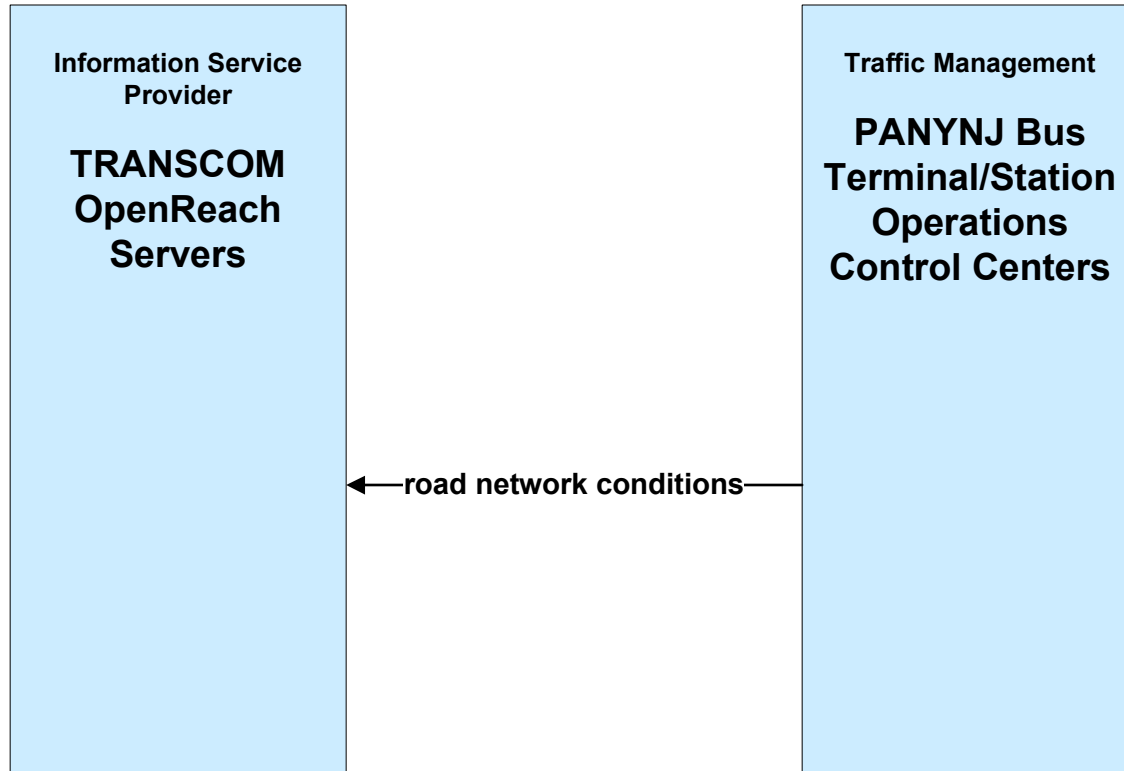 Information Service
Provider
TRANSCOM
OpenReach
Servers
Traffic Management
PANYNJ Bus
Terminal/Station
Operations
Control Centers
road network conditions